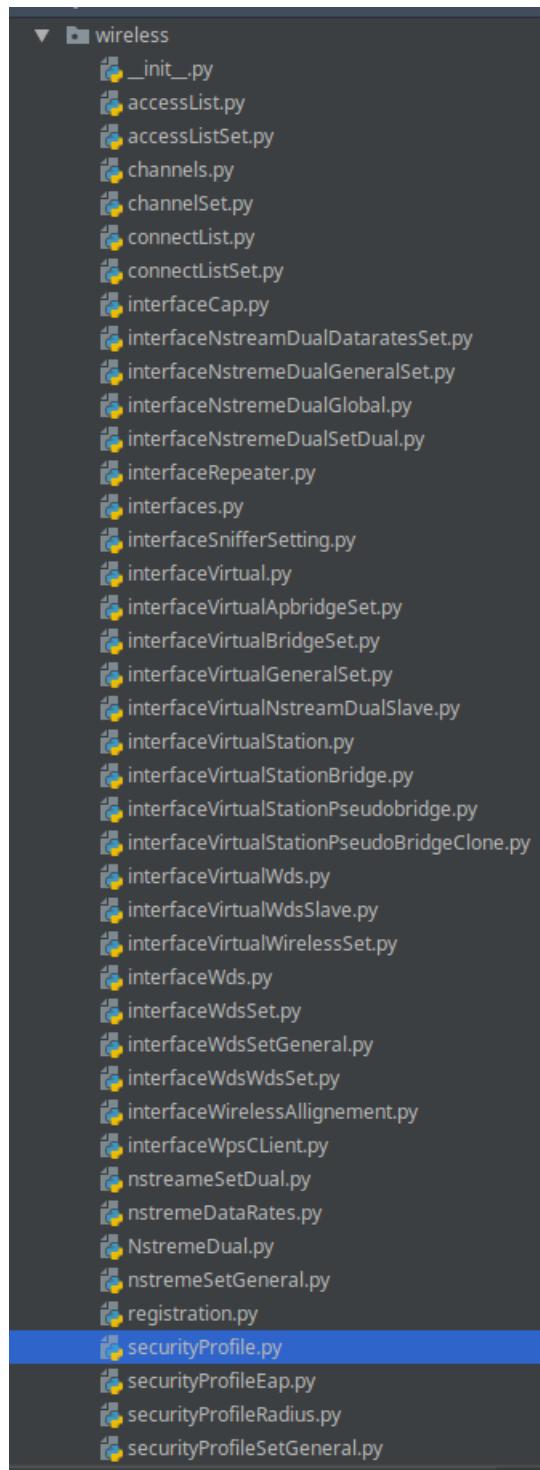 wireless
__init__.py
accessList.py
accessListSet.py
channels.py
channelSet.py
connectList.py
connectListSet.py
interfaceCap.py
interfaceNstreamDualDataratesSet.py
interfaceNstremeDualGeneralSet.py
interfaceNstremeDualGlobal.py
interfaceNstremeDualSetDual.py
interfaceRepeater.py
interfaces.py
interfaceSnifferSetting.py
interfaceVirtual.py
interfaceVirtualApbridgeSet.py
interfaceVirtualBridgeSet.py
interfaceVirtualGeneralSet.py
interfaceVirtualNstreamDualSlave.py
interfaceVirtualStation.py
interfaceVirtualStationBridge.py
interfaceVirtualStationPseudobridge.py
interfaceVirtualStationPseudoBridgeClone.py
interfaceVirtualWds.py
interfaceVirtualWdsSlave.py
interfaceVirtualWirelessSet.py
interfaceWds.py
interfaceWdsSet.py
interfaceWdsSetGeneral.py
interfaceWdsWdsSet.py
interfaceWirelessAllignement.py
interfaceWpsCLient.py
nstreameSetDual.py
nstremeDataRates.py
NstremeDual.py
nstremeSetGeneral.py
registration.py
securityProfile.py
securityProfileEap.py
securityProfileRadius.py
securityProfileSetGeneral.py